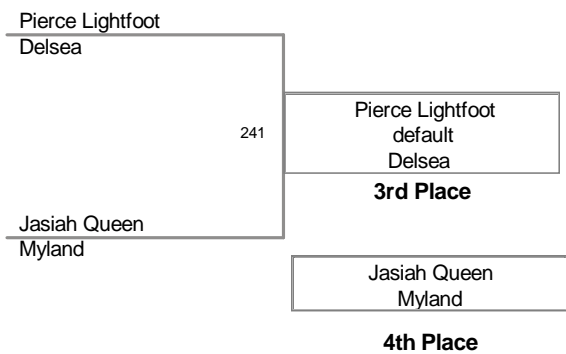 Pierce Lightfoot
Delsea
241
Pierce Lightfoot
default
Delsea
3rd Place
Jasiah Queen
Myland
Jasiah Queen
Myland
4th Place